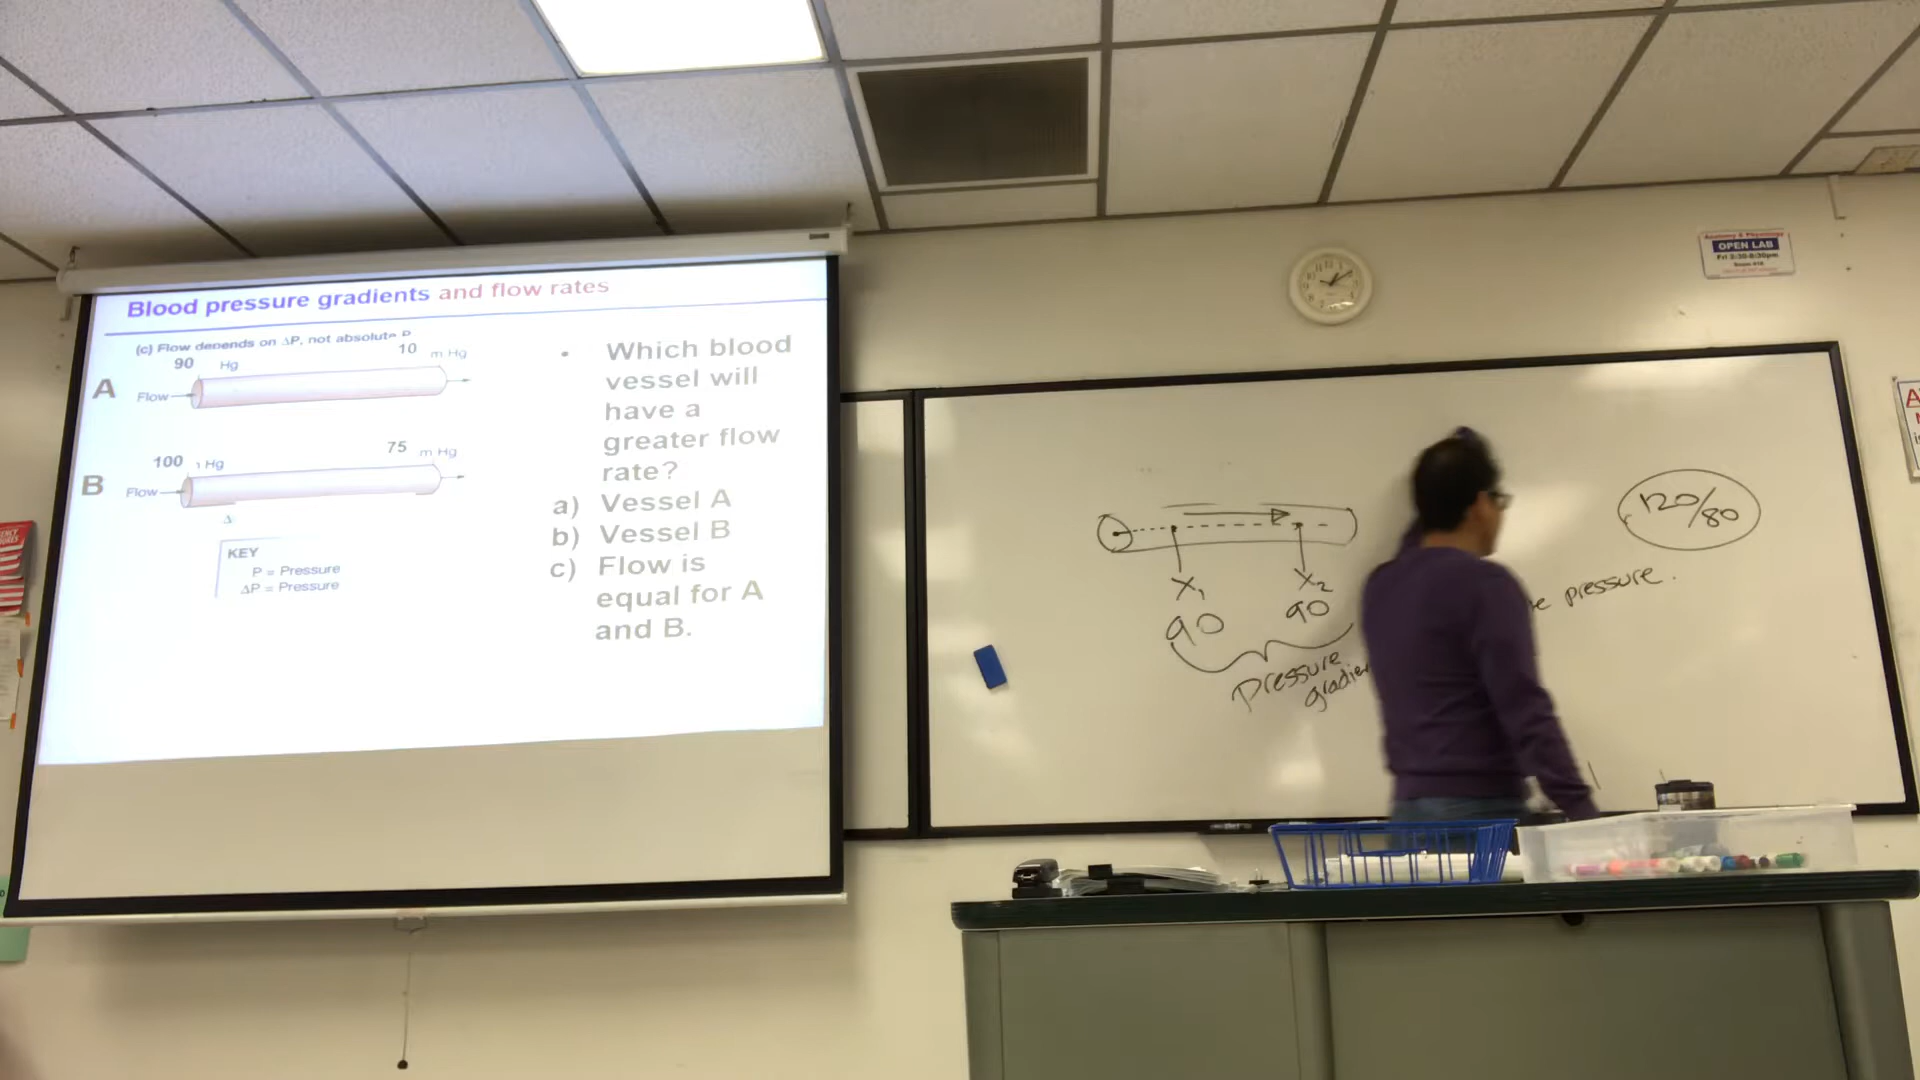 Blood pressure gradients and flow rates
(c) Flow depends on ΔP, not absolute P
90 Hg 10 m Hg
A Flow
100 Hg 75 m Hg
B Flow
Δ
KEY
P = Pressure
ΔP = Pressure
• Which blood
vessel will
have a
greater flow
rate?
a) Vessel A
b) Vessel B
c) Flow is
equal for A
and B.
X₁ X₂
90 90
Pressure
gradien
120/80
pressure.
OPEN LAB